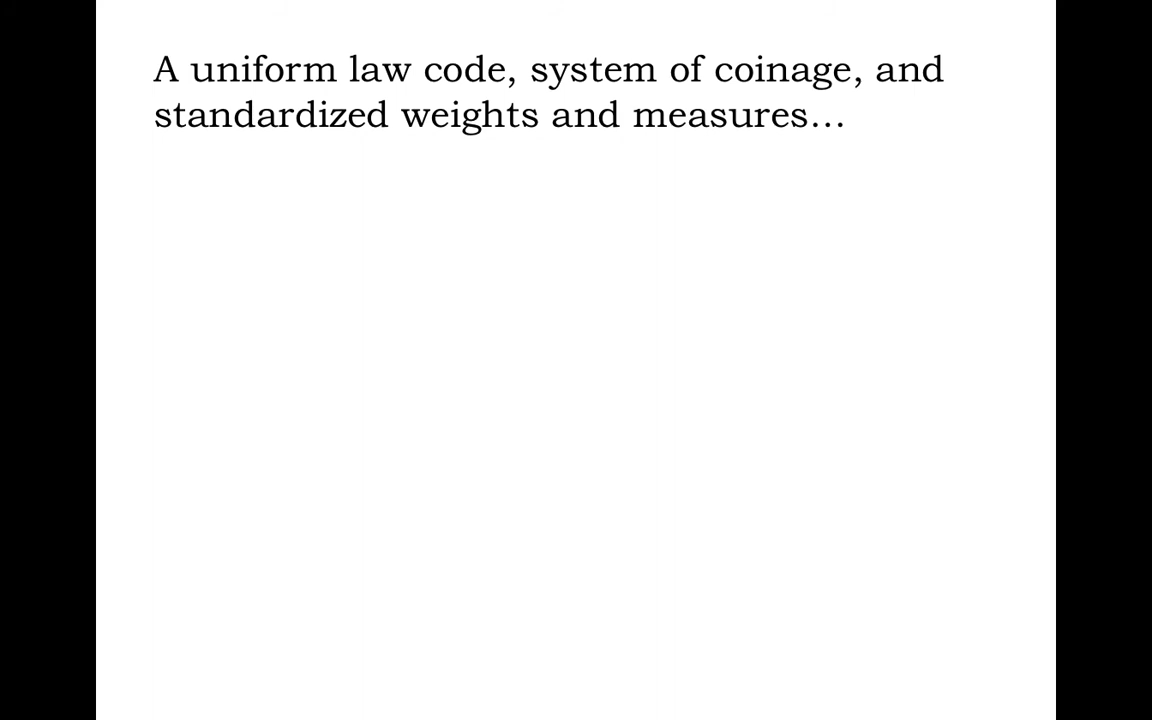 A uniform law code, system of coinage, and
standardized weights and measures…